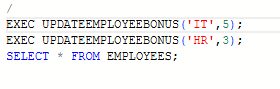 /
EXEC UPDATEEMPLOYEEBONUS('IT',5);
EXEC UPDATEEMPLOYEEBONUS('HR',3);
SELECT * FROM EMPLOYEES;